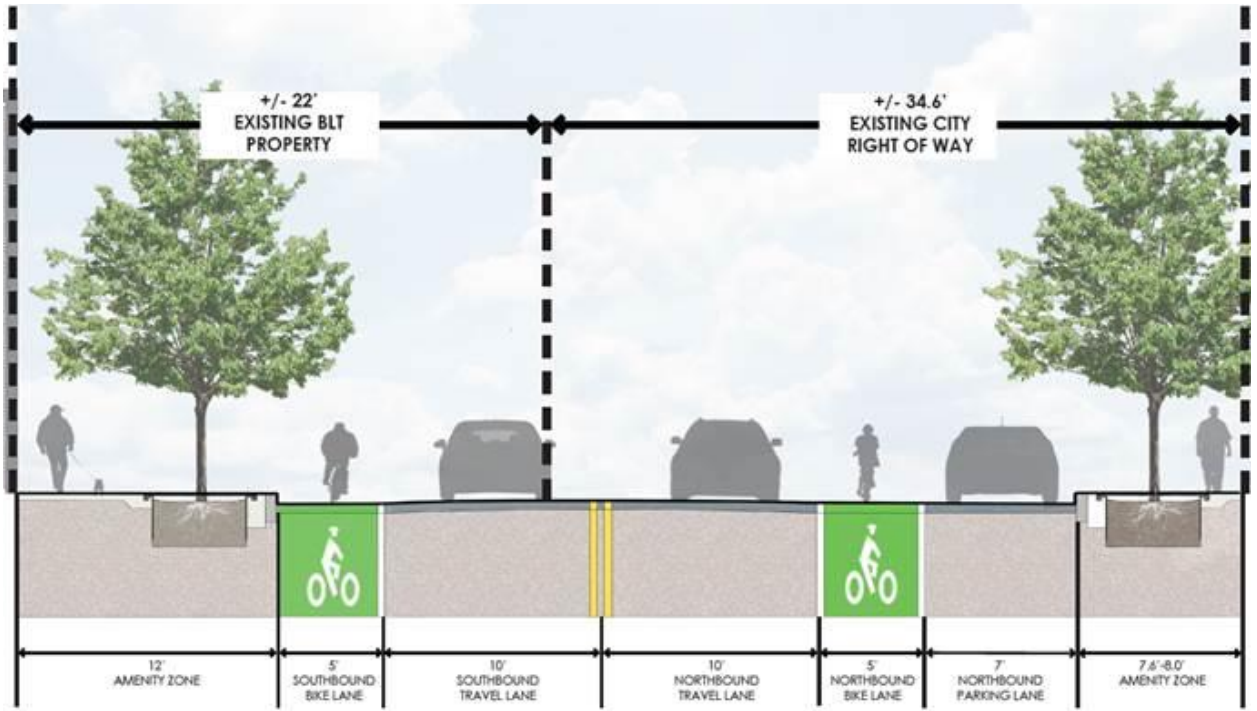 +/- 22'
EXISTING BLT
PROPERTY
+/- 34.6'
EXISTING CITY
RIGHT OF WAY
12'
AMENITY ZONE
5'
SOUTHBOUND
BIKE LANE
10'
SOUTHBOUND
TRAVEL LANE
10'
NORTHBOUND
TRAVEL LANE
5'
NORTHBOUND
BIKE LANE
7'
NORTHBOUND
PARKING LANE
7.6'-8.0'
AMENITY ZONE